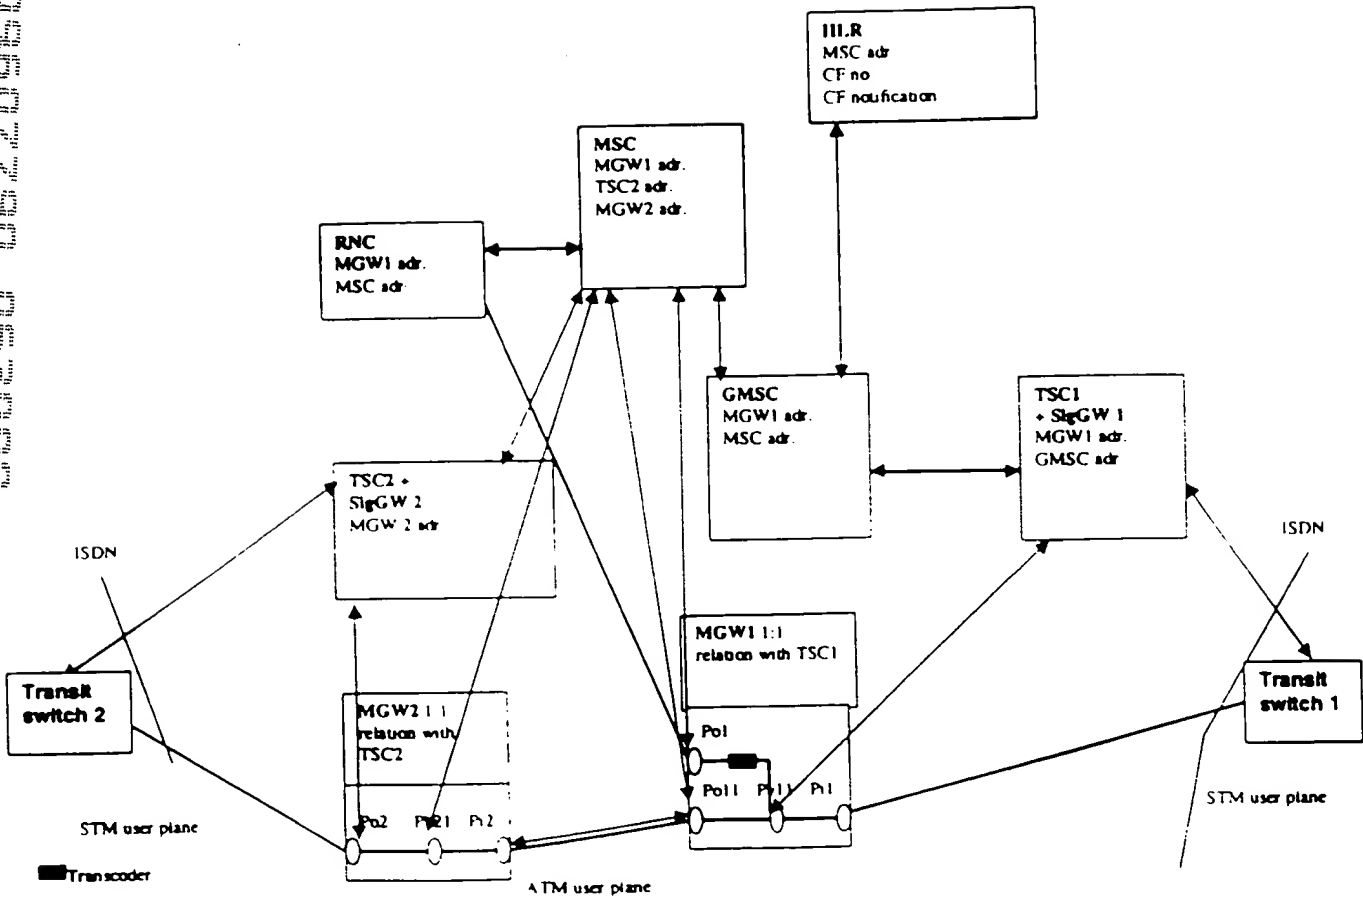 MSC adr
CF no
CF notification
MSC
MGW1 adr.
TSC2 adr.
MGW2 adr.
RNC
MGW1 adr.
MSC adr
GMSC
MGW1 adr.
MSC adr.
TSC1
+ SigGW 1
MGW1 adr.
GMSC adr
TSC2 +
SigGW 2
MGW 2 adr
ISDN
ISDN
MGW1 1:1
relation with TSC1
Transit
switch 2
MGW2 1:1
relation with
TSC2
Transit
switch 1
Po1
Po11
Pi1
Po2
Pi2
STM user plane
STM user plane
Transcoder
ATM user plane